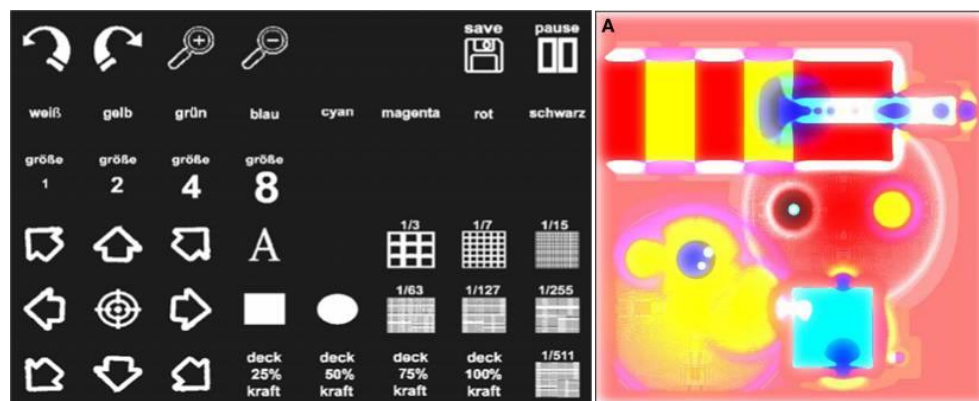 save pause A
weiß gelb grün blau cyan magenta rot schwarz
größe größe größe größe
1 2 4 8
1/3 1/7 1/15
A
1/63 1/127 1/255
deck deck deck deck 1/511
25% 50% 75% 100%
kraft kraft kraft kraft